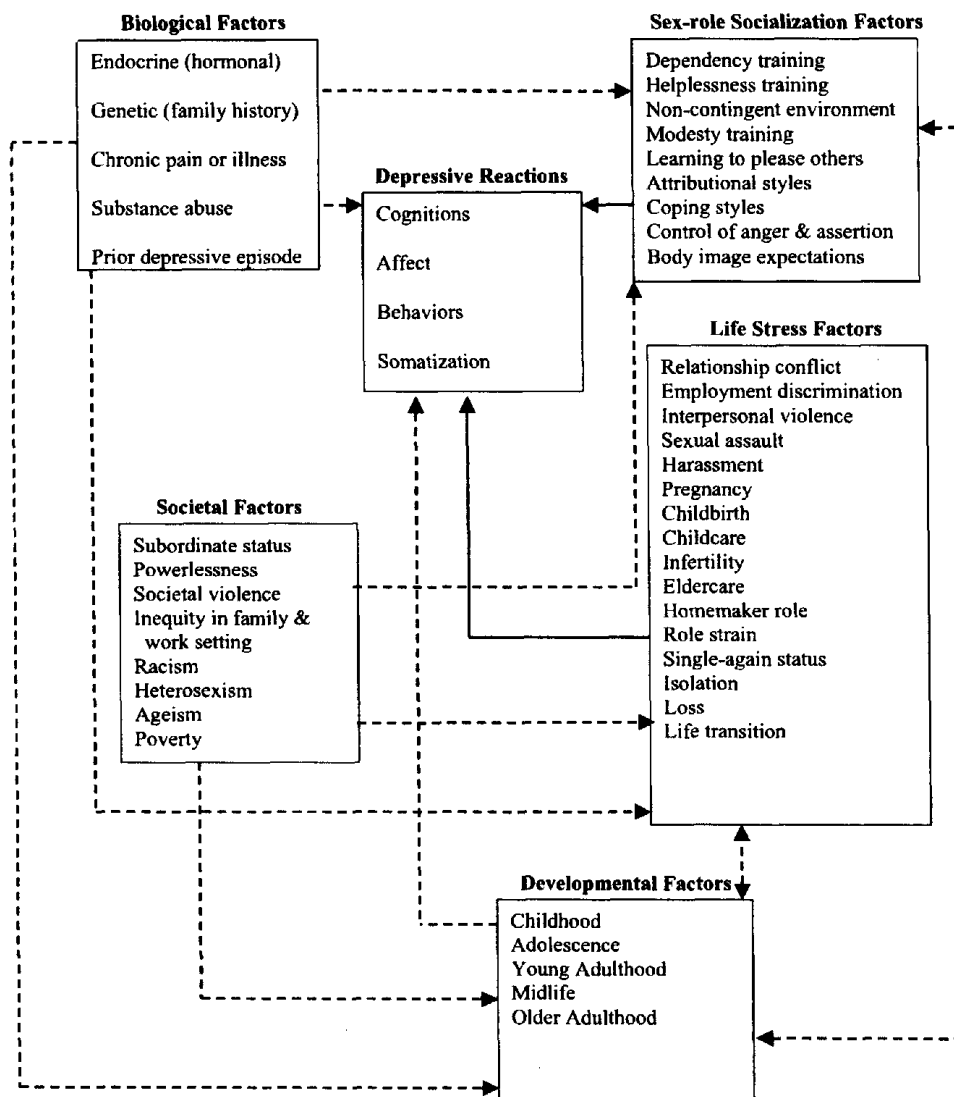 Biological Factors
Endocrine (hormonal)
Genetic (family history)
Chronic pain or illness
Substance abuse
Prior depressive episode
Sex-role Socialization Factors
Dependency training
Helplessness training
Non-contingent environment
Modesty training
Learning to please others
Attributional styles
Coping styles
Control of anger & assertion
Body image expectations
Depressive Reactions
Cognitions
Affect
Behaviors
Somatization
Life Stress Factors
Relationship conflict
Employment discrimination
Interpersonal violence
Sexual assault
Harassment
Pregnancy
Childbirth
Childcare
Infertility
Eldercare
Homemaker role
Role strain
Single-again status
Isolation
Loss
Life transition
Societal Factors
Subordinate status
Powerlessness
Societal violence
Inequity in family &
work setting
Racism
Heterosexism
Ageism
Poverty
Developmental Factors
Childhood
Adolescence
Young Adulthood
Midlife
Older Adulthood